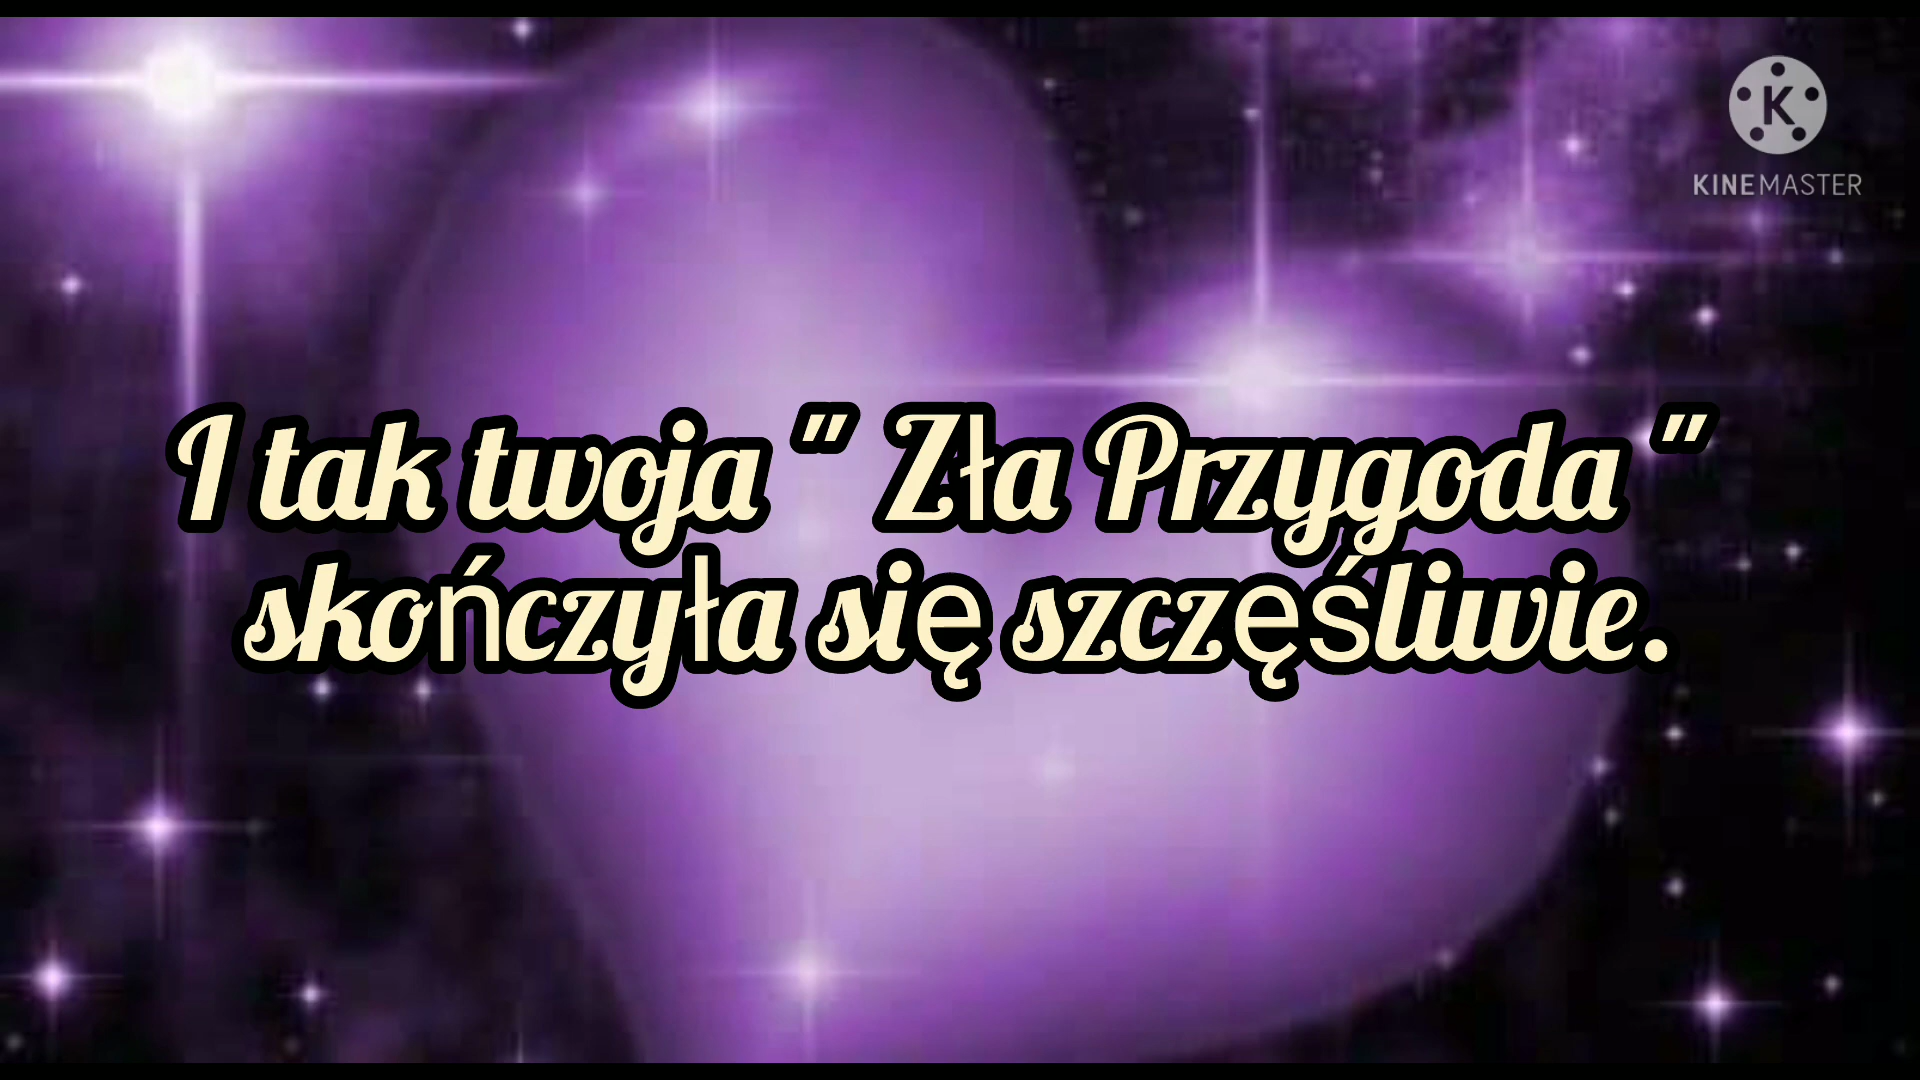 K
KINEMASTER
I tak twoja " Zła Przygoda "
skończyła się szczęśliwie.